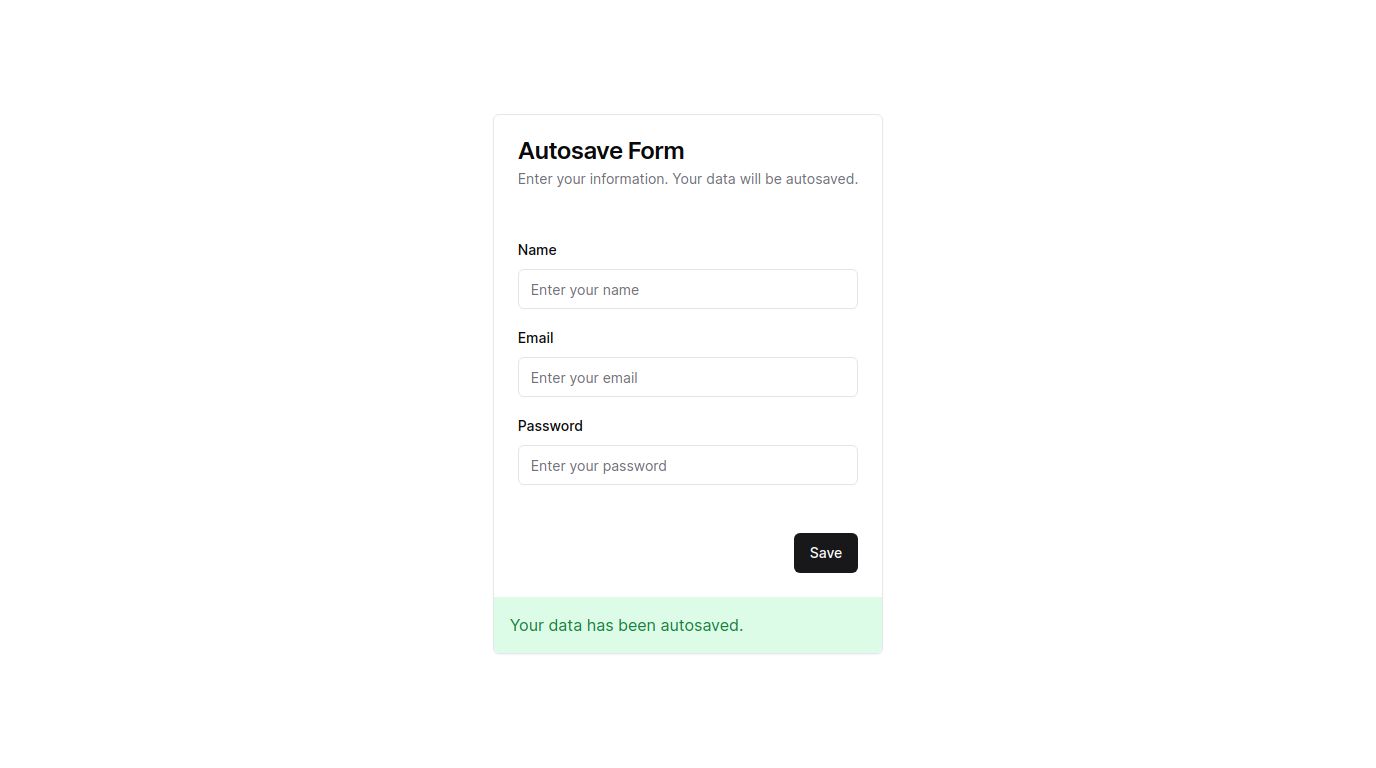 Autosave Form
Enter your information. Your data will be autosaved.
Name
Enter your name
Email
Enter your email
Password
Enter your password
Save
Your data has been autosaved.